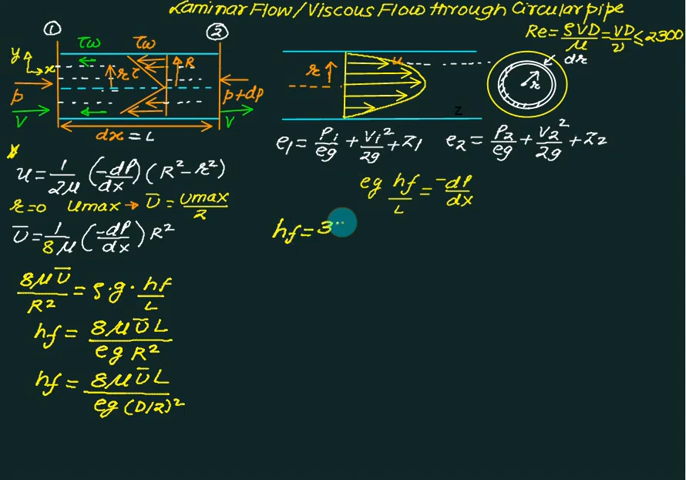 Laminar Flow/Viscous Flow through Circular pipe
Re = ρVD/μ = VD/ν ≤ 2300
① ②
τω τω
y x r τ R
p p+dp
V V
dx = L
r u z
dr
r
e1 = P1/ρg + V1²/2g + Z1
e2 = P2/ρg + V2²/2g + Z2
* u = 1/2μ (-dP/dx) (R² - r²)
r=0 umax → Ū = umax/2
Ū = 1/8μ (-dP/dx) R²
ρg hf/L = -dP/dx
hf = 3
8μŪ/R² = ρ·g·hf/L
hf = 8μŪL/ρgR²
hf = 8μŪL/ρg(D/2)²